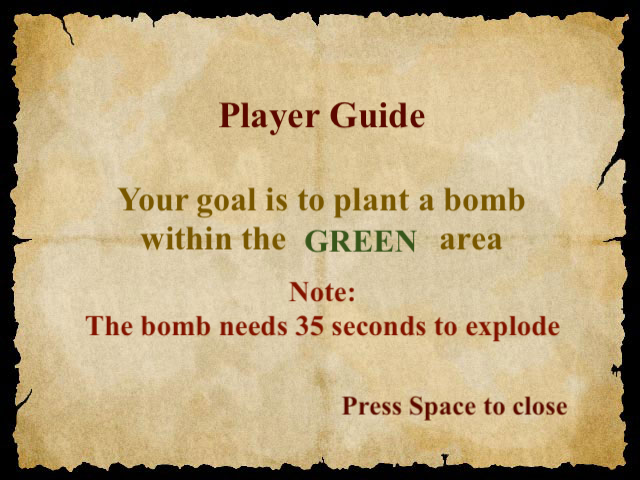 Player Guide
Your goal is to plant a bomb
within the GREEN area
Note:
The bomb needs 35 seconds to explode
Press Space to close